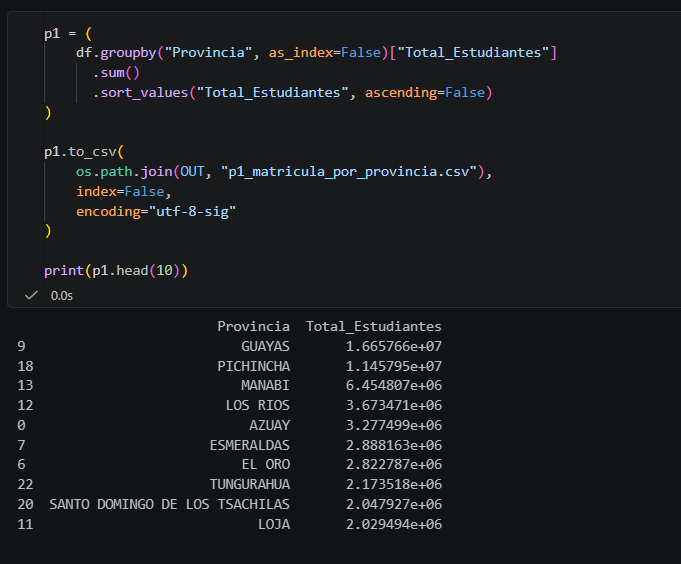 p1 = (
    df.groupby("Provincia", as_index=False)["Total_Estudiantes"]
      .sum()
      .sort_values("Total_Estudiantes", ascending=False)
)

p1.to_csv(
    os.path.join(OUT, "p1_matricula_por_provincia.csv"),
    index=False,
    encoding="utf-8-sig"
)

print(p1.head(10))
0.0s
Provincia  Total_Estudiantes
9 GUAYAS 1.665766e+07
18 PICHINCHA 1.145795e+07
13 MANABI 6.454807e+06
12 LOS RIOS 3.673471e+06
0 AZUAY 3.277499e+06
7 ESMERALDAS 2.888163e+06
6 EL ORO 2.822787e+06
22 TUNGURAHUA 2.173518e+06
20 SANTO DOMINGO DE LOS TSACHILAS 2.047927e+06
11 LOJA 2.029494e+06